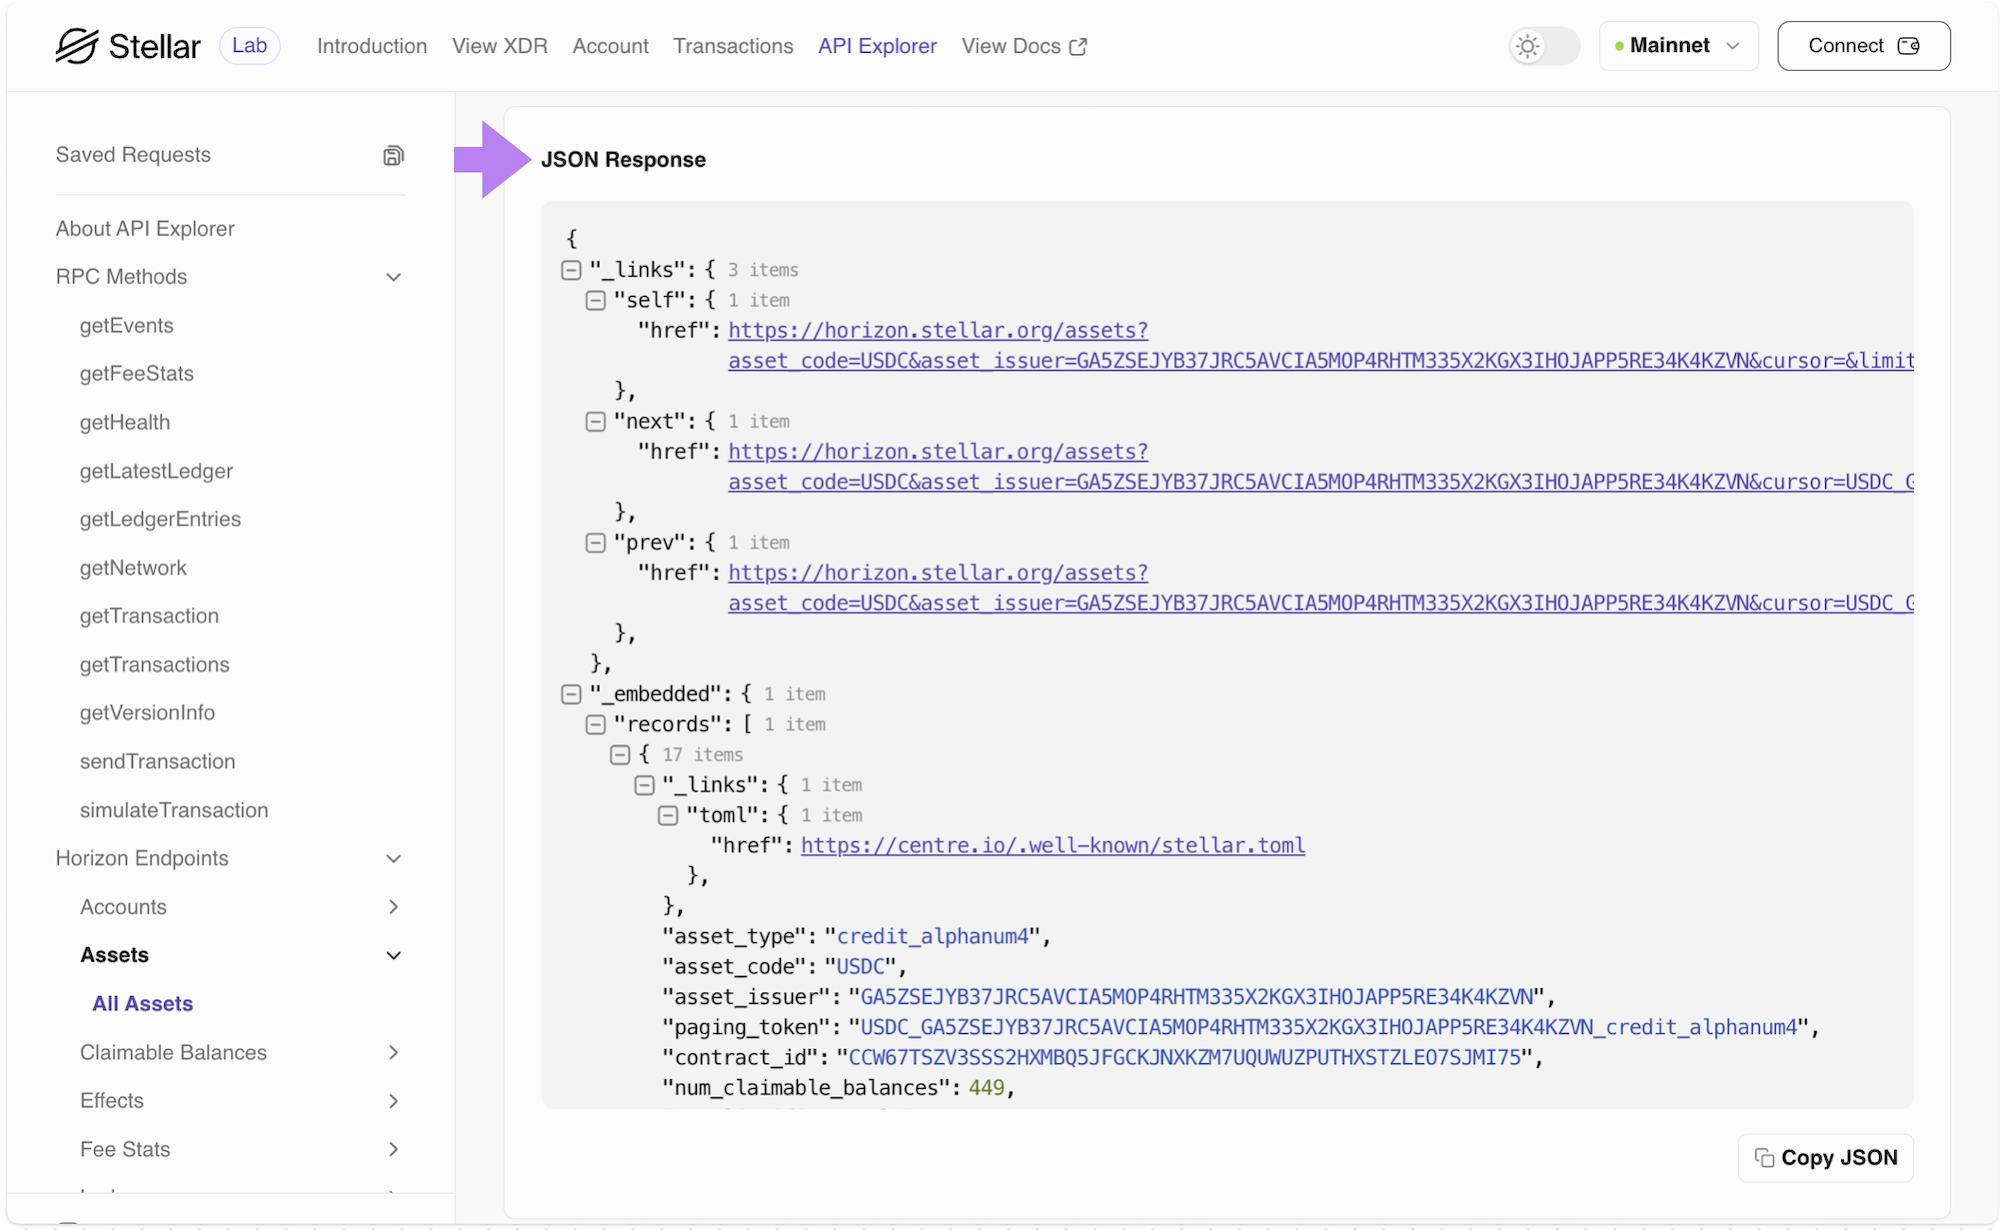 Stellar Lab Introduction View XDR Account Transactions API Explorer View Docs Mainnet Connect
Saved Requests
About API Explorer
RPC Methods
getEvents
getFeeStats
getHealth
getLatestLedger
getLedgerEntries
getNetwork
getTransaction
getTransactions
getVersionInfo
sendTransaction
simulateTransaction
Horizon Endpoints
Accounts
Assets
All Assets
Claimable Balances
Effects
Fee Stats
JSON Response
{
"_links": { 3 items
"self": { 1 item
"href": https://horizon.stellar.org/assets?
asset_code=USDC&asset_issuer=GA5ZSEJYB37JRC5AVCIA5MOP4RHTM335X2KGX3IHOJAPP5RE34K4KZVN&cursor=&limit
},
"next": { 1 item
"href": https://horizon.stellar.org/assets?
asset_code=USDC&asset_issuer=GA5ZSEJYB37JRC5AVCIA5MOP4RHTM335X2KGX3IHOJAPP5RE34K4KZVN&cursor=USDC_G
},
"prev": { 1 item
"href": https://horizon.stellar.org/assets?
asset_code=USDC&asset_issuer=GA5ZSEJYB37JRC5AVCIA5MOP4RHTM335X2KGX3IHOJAPP5RE34K4KZVN&cursor=USDC_G
},
},
"_embedded": { 1 item
"records": [ 1 item
{ 17 items
"_links": { 1 item
"toml": { 1 item
"href": https://centre.io/.well-known/stellar.toml
},
},
"asset_type": "credit_alphanum4",
"asset_code": "USDC",
"asset_issuer": "GA5ZSEJYB37JRC5AVCIA5MOP4RHTM335X2KGX3IHOJAPP5RE34K4KZVN",
"paging_token": "USDC_GA5ZSEJYB37JRC5AVCIA5MOP4RHTM335X2KGX3IHOJAPP5RE34K4KZVN_credit_alphanum4",
"contract_id": "CCW67TSZV3SSS2HXMBQ5JFGCKJNXKZM7UQUWUZPUTHXSTZLEO7SJMI75",
"num_claimable_balances": 449,
Copy JSON